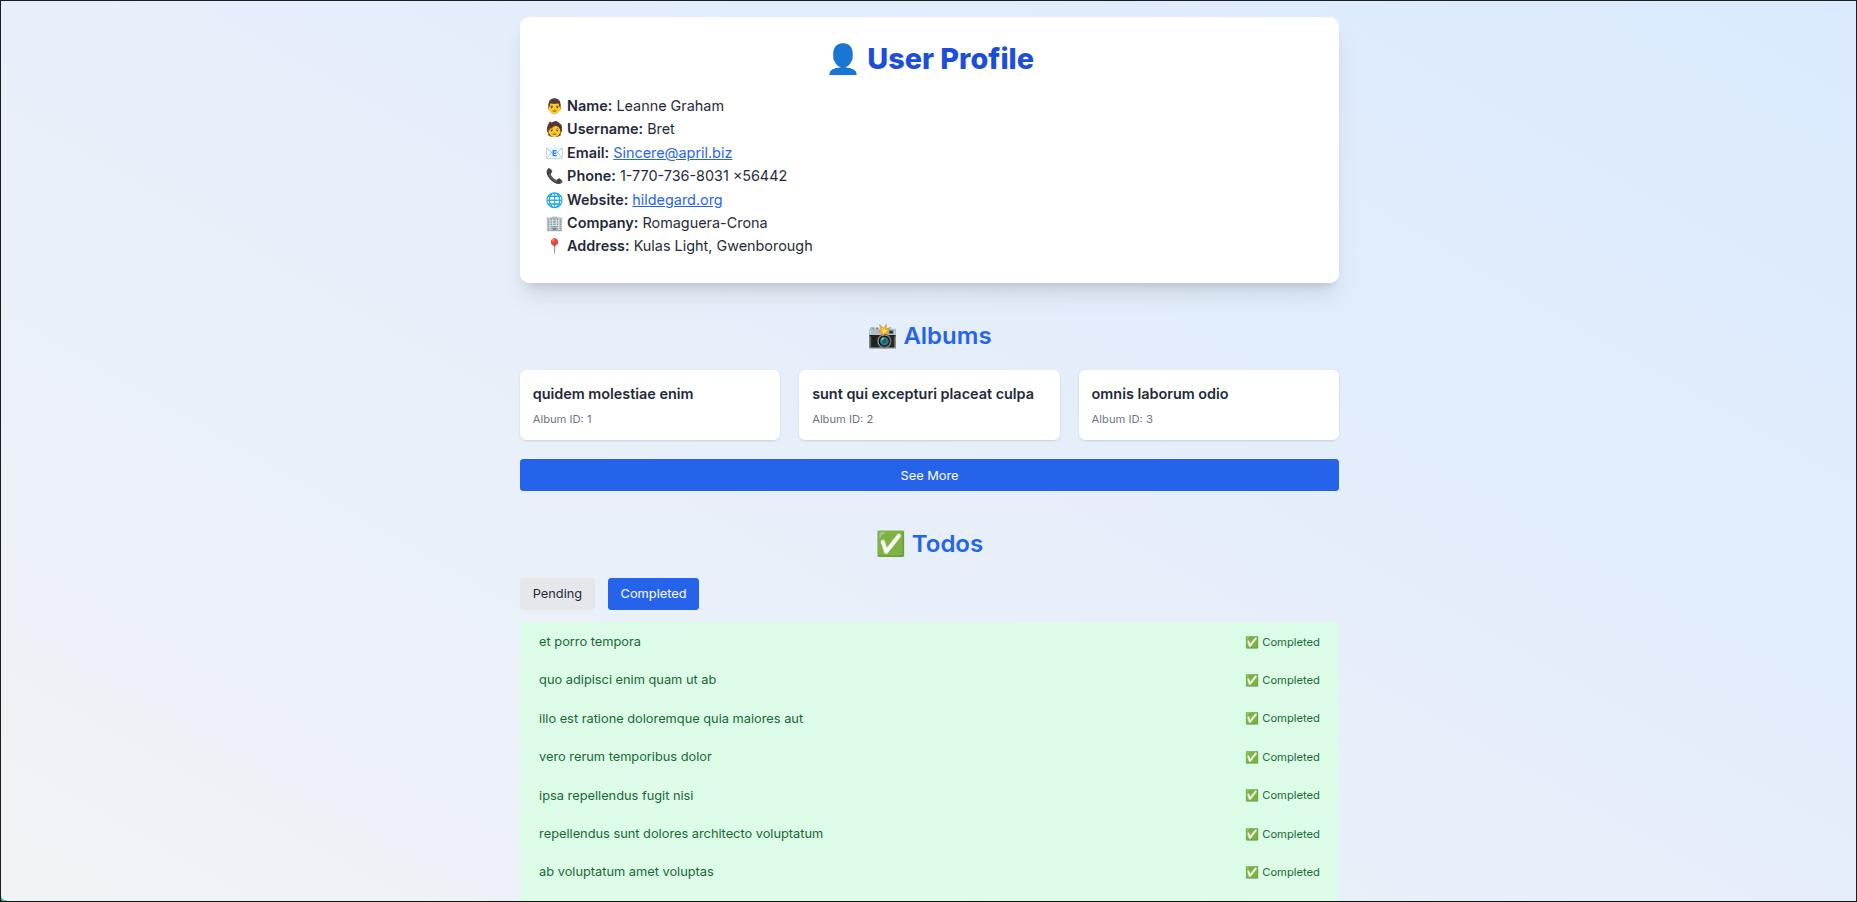 👤 User Profile
👨 Name: Leanne Graham
🧑 Username: Bret
📧 Email: Sincere@april.biz
📞 Phone: 1-770-736-8031 x56442
🌐 Website: hildegard.org
🏢 Company: Romaguera-Crona
📍 Address: Kulas Light, Gwenborough
📸 Albums
quidem molestiae enim
Album ID: 1
sunt qui excepturi placeat culpa
Album ID: 2
omnis laborum odio
Album ID: 3
See More
✅ Todos
Pending
Completed
et porro tempora ✅ Completed
quo adipisci enim quam ut ab ✅ Completed
illo est ratione doloremque quia maiores aut ✅ Completed
vero rerum temporibus dolor ✅ Completed
ipsa repellendus fugit nisi ✅ Completed
repellendus sunt dolores architecto voluptatum ✅ Completed
ab voluptatum amet voluptas ✅ Completed